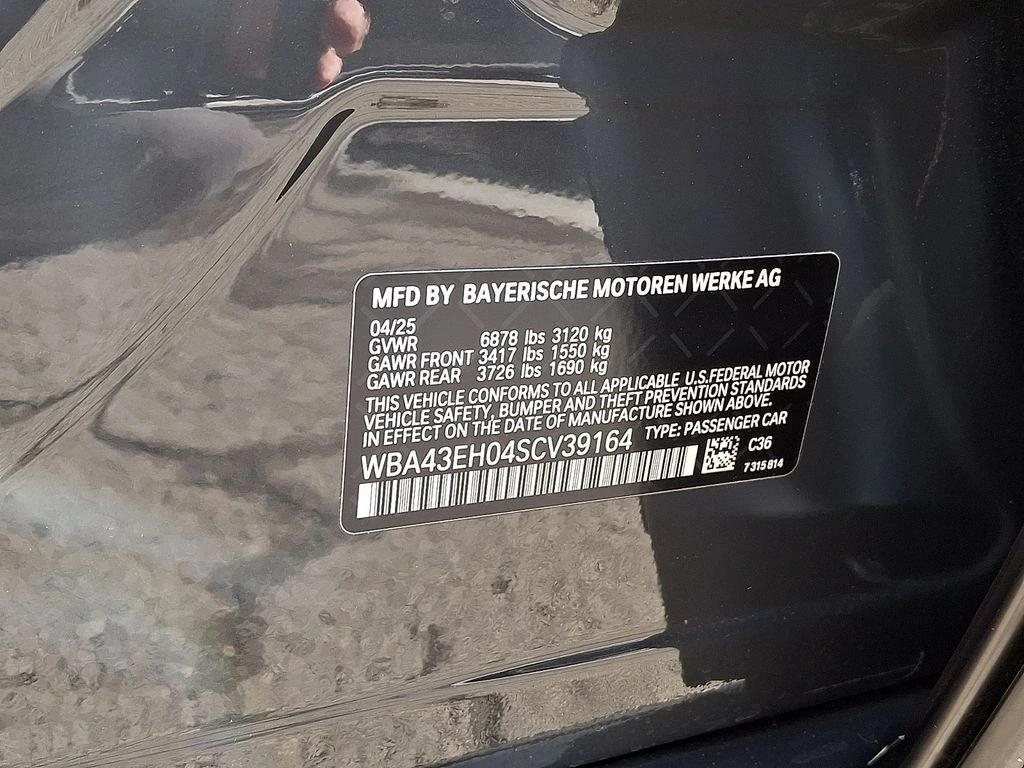 MFD BY BAYERISCHE MOTOREN WERKE AG
04/25
GVWR 6878 lbs 3120 kg
GAWR FRONT 3417 lbs 1550 kg
GAWR REAR 3726 lbs 1690 kg
THIS VEHICLE CONFORMS TO ALL APPLICABLE U.S.FEDERAL MOTOR
VEHICLE SAFETY, BUMPER AND THEFT PREVENTION STANDARDS
IN EFFECT ON THE DATE OF MANUFACTURE SHOWN ABOVE.
WBA43EH04SCV39164 TYPE: PASSENGER CAR
C36
7315814